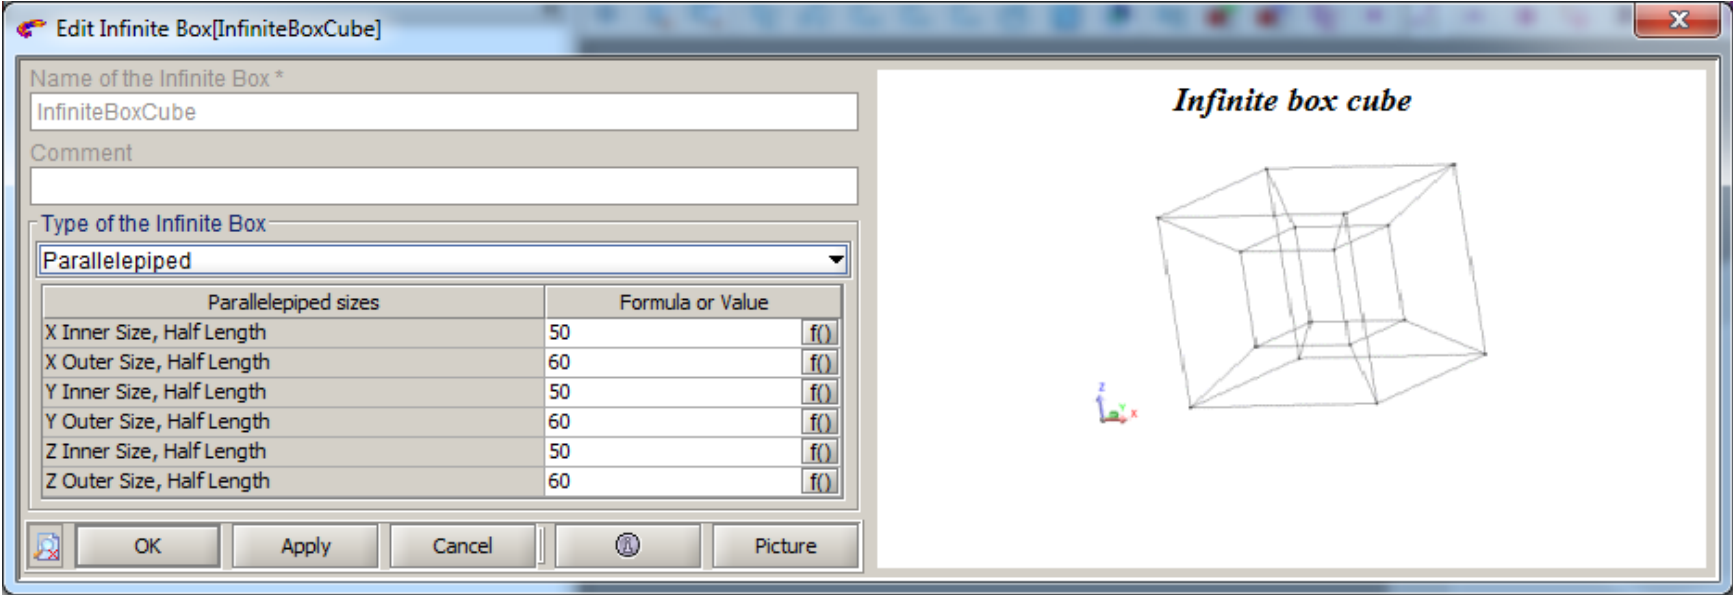 Edit Infinite Box[InfiniteBoxCube]
x
Name of the Infinite Box *
InfiniteBoxCube
Comment
Type of the Infinite Box
Parallelepiped
Parallelepiped sizes Formula or Value
X Inner Size, Half Length 50 f()
X Outer Size, Half Length 60 f()
Y Inner Size, Half Length 50 f()
Y Outer Size, Half Length 60 f()
Z Inner Size, Half Length 50 f()
Z Outer Size, Half Length 60 f()
OK Apply Cancel Picture
Infinite box cube
Z
Y
X